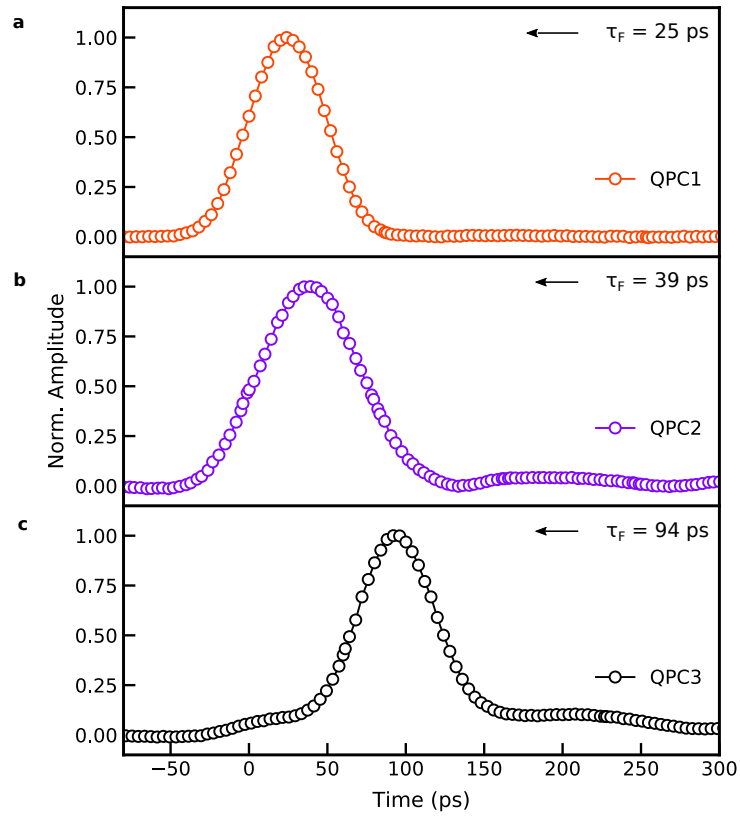 a
1.00
0.75
0.50
0.25
0.00
← τF = 25 ps
QPC1
b
1.00
0.75
0.50
0.25
0.00
← τF = 39 ps
QPC2
Norm. Amplitude
c
1.00
0.75
0.50
0.25
0.00
← τF = 94 ps
QPC3
−50 0 50 100 150 200 250 300
Time (ps)